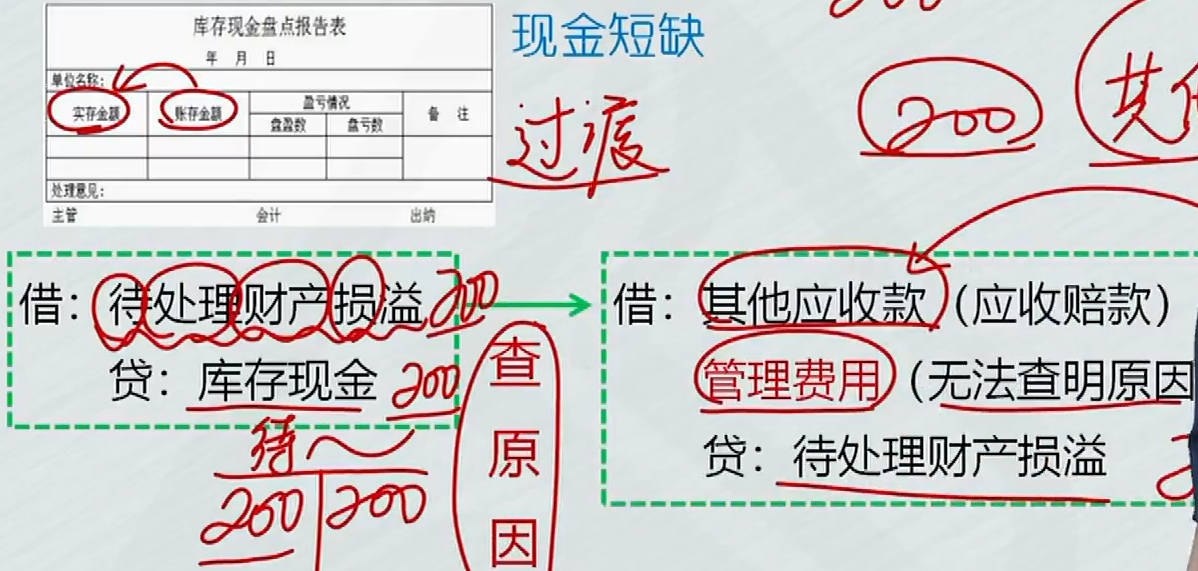 库存现金盘点报告表
年 月 日
单位名称：
实存金额 账存金额 盈亏情况 备 注
盘盈数 盘亏数
处理意见：
主管 会计 出纳
现金短缺
过渡
200
其他
借：待处理财产损溢 200
贷：库存现金 200
待
200 200
查
原
因
借：其他应收款（应收赔款）
管理费用（无法查明原因
贷：待处理财产损溢